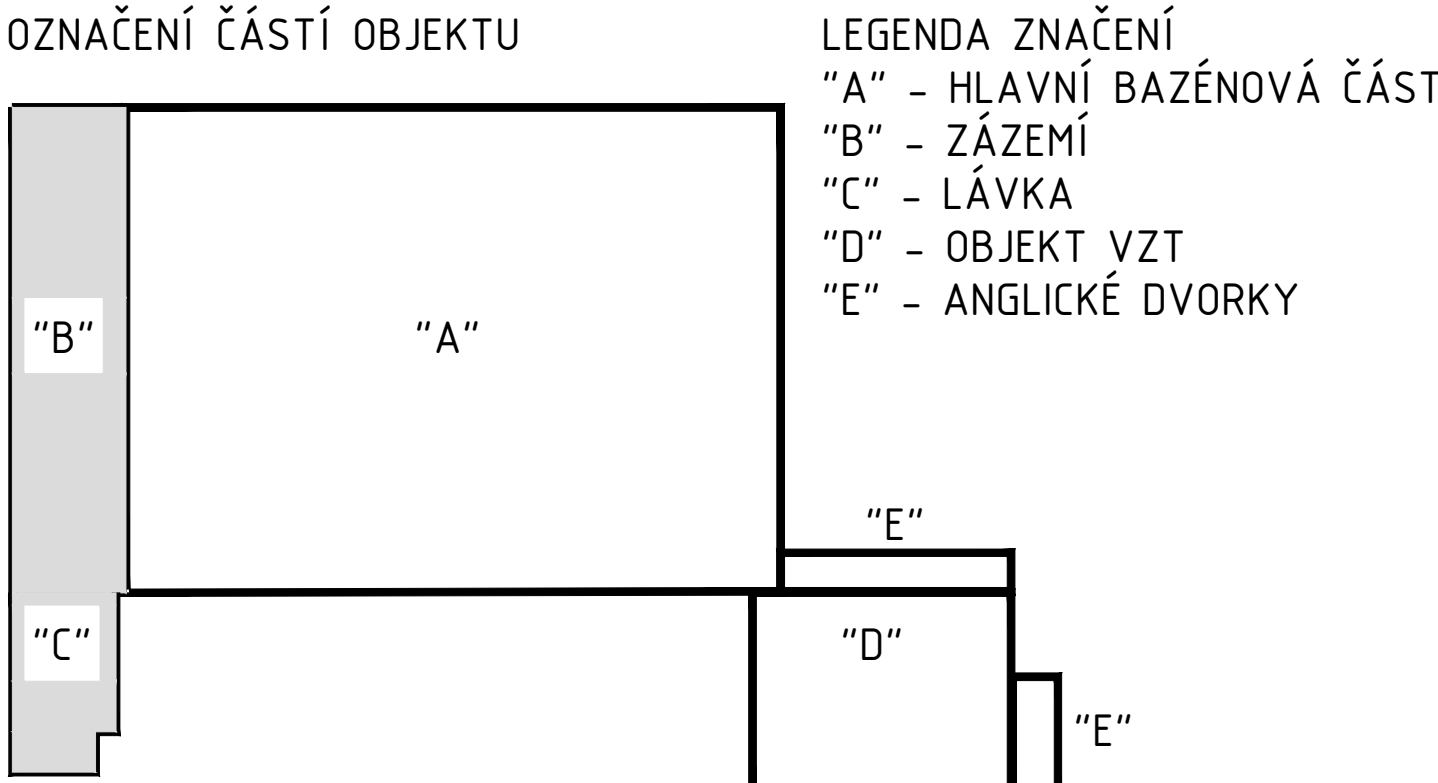 OZNAČENÍ ČÁSTÍ OBJEKTU
LEGENDA ZNAČENÍ
"A" - HLAVNÍ BAZÉNOVÁ ČÁST
"B" - ZÁZEMÍ
"C" - LÁVKA
"D" - OBJEKT VZT
"E" - ANGLICKÉ DVORKY
"B"
"A"
"E"
"C"
"D"
"E"